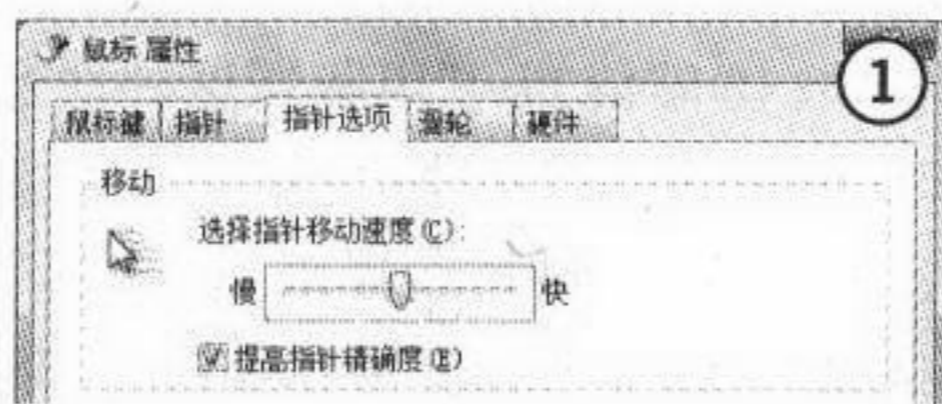 鼠标 属性
1
鼠标键 指针 指针选项 滑轮 硬件
移动
选择指针移动速度(C):
慢 快
提高指针精确度(E)